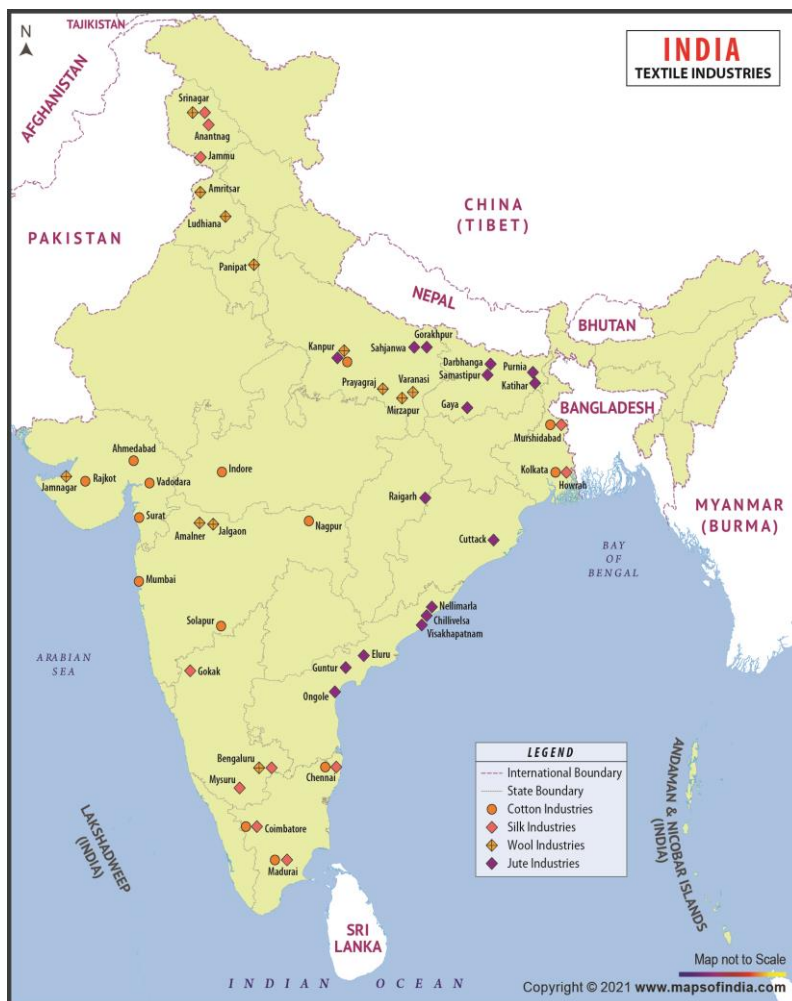 TAJIKISTAN
N
INDIA
TEXTILE INDUSTRIES
AFGHANISTAN
Srinagar
Anantnag
Jammu
Amritsar
Ludhiana
CHINA
(TIBET)
PAKISTAN
Panipat
NEPAL
BHUTAN
Gorakhpur
Kanpur
Sahjanwa
Darbhanga
Purnia
Samastipur
Katihar
Prayagraj
Varanasi
Mirzapur
Gaya
BANGLADESH
Murshidabad
Ahmedabad
Indore
Kolkata
Howrah
Jamnagar
Rajkot
Vadodara
Raigarh
MYANMAR
(BURMA)
Surat
Amalner
Jalgaon
Nagpur
Cuttack
BAY
OF
BENGAL
Mumbai
Nellimarla
Chillivelsa
Visakhapatnam
Solapur
ARABIAN
SEA
Gokak
Eluru
Guntur
Ongole
Bengaluru
Chennai
Mysuru
LEGEND
International Boundary
State Boundary
Cotton Industries
Silk Industries
Wool Industries
Jute Industries
LAKSHADWEEP
(INDIA)
Coimbatore
Madurai
ANDAMAN & NICOBAR ISLANDS
(INDIA)
SRI
LANKA
Map not to Scale
INDIAN OCEAN
Copyright © 2021 www.mapsofindia.com